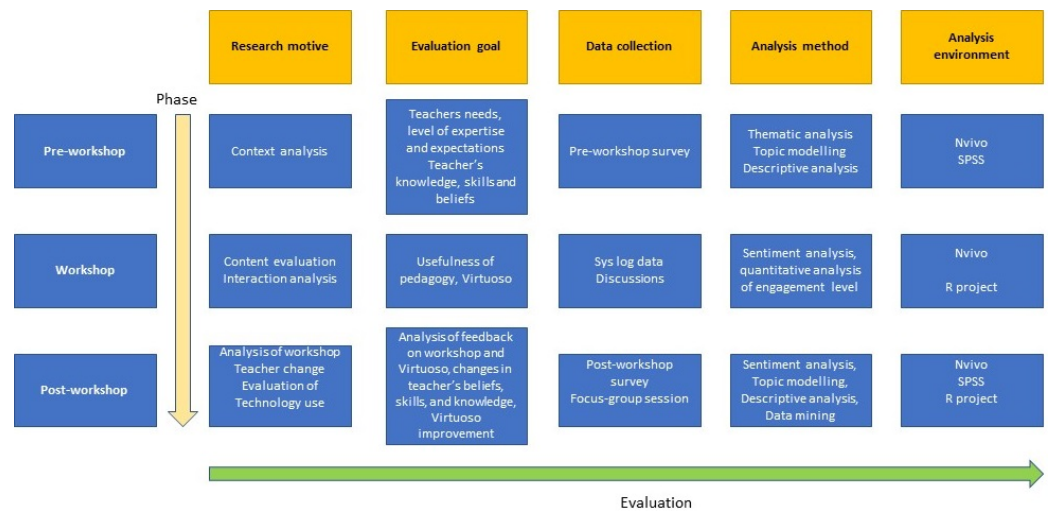 Research motive
Evaluation goal
Data collection
Analysis method
Analysis
environment
Phase
Pre-workshop
Context analysis
Teachers needs,
level of expertise
and expectations
Teacher's
knowledge, skills and
beliefs
Pre-workshop survey
Thematic analysis
Topic modelling
Descriptive analysis
Nvivo
SPSS
Workshop
Content evaluation
Interaction analysis
Usefulness of
pedagogy, Virtuoso
Sys log data
Discussions
Sentiment analysis,
quantitative analysis
of engagement level
Nvivo
R project
Post-workshop
Analysis of workshop
Teacher change
Evaluation of
Technology use
Analysis of feedback
on workshop and
Virtuoso, changes in
teacher's beliefs,
skills, and knowledge,
Virtuoso
improvement
Post-workshop
survey
Focus-group session
Sentiment analysis,
Topic modelling,
Descriptive analysis,
Data mining
Nvivo
SPSS
R project
Evaluation